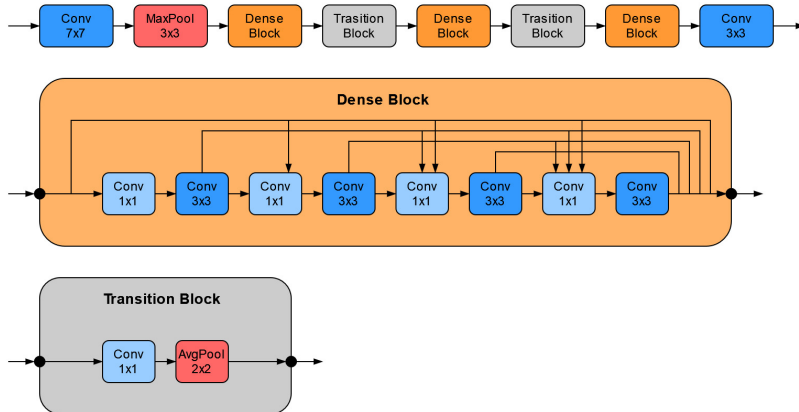 Conv
7x7
MaxPool
3x3
Dense
Block
Trasition
Block
Dense
Block
Trasition
Block
Dense
Block
Conv
3x3
Dense Block
Conv
1x1
Conv
3x3
Conv
1x1
Conv
3x3
Conv
1x1
Conv
3x3
Conv
1x1
Conv
3x3
Transition Block
Conv
1x1
AvgPool
2x2